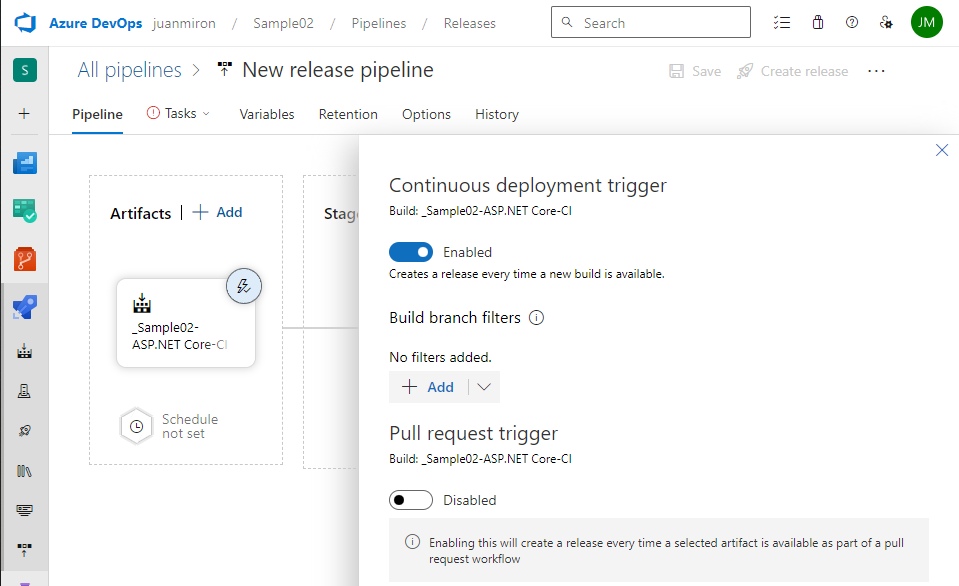 Azure DevOps juanmiron / Sample02 / Pipelines / Releases
Search
JM
S
All pipelines > New release pipeline
Save
Create release
Pipeline
Tasks
Variables
Retention
Options
History
Continuous deployment trigger
Build: _Sample02-ASP.NET Core-CI
Artifacts | + Add
Stag
Enabled
Creates a release every time a new build is available.
Build branch filters
_Sample02-
ASP.NET Core-CI
No filters added.
+ Add
Schedule
not set
Pull request trigger
Build: _Sample02-ASP.NET Core-CI
Disabled
Enabling this will create a release every time a selected artifact is available as part of a pull
request workflow